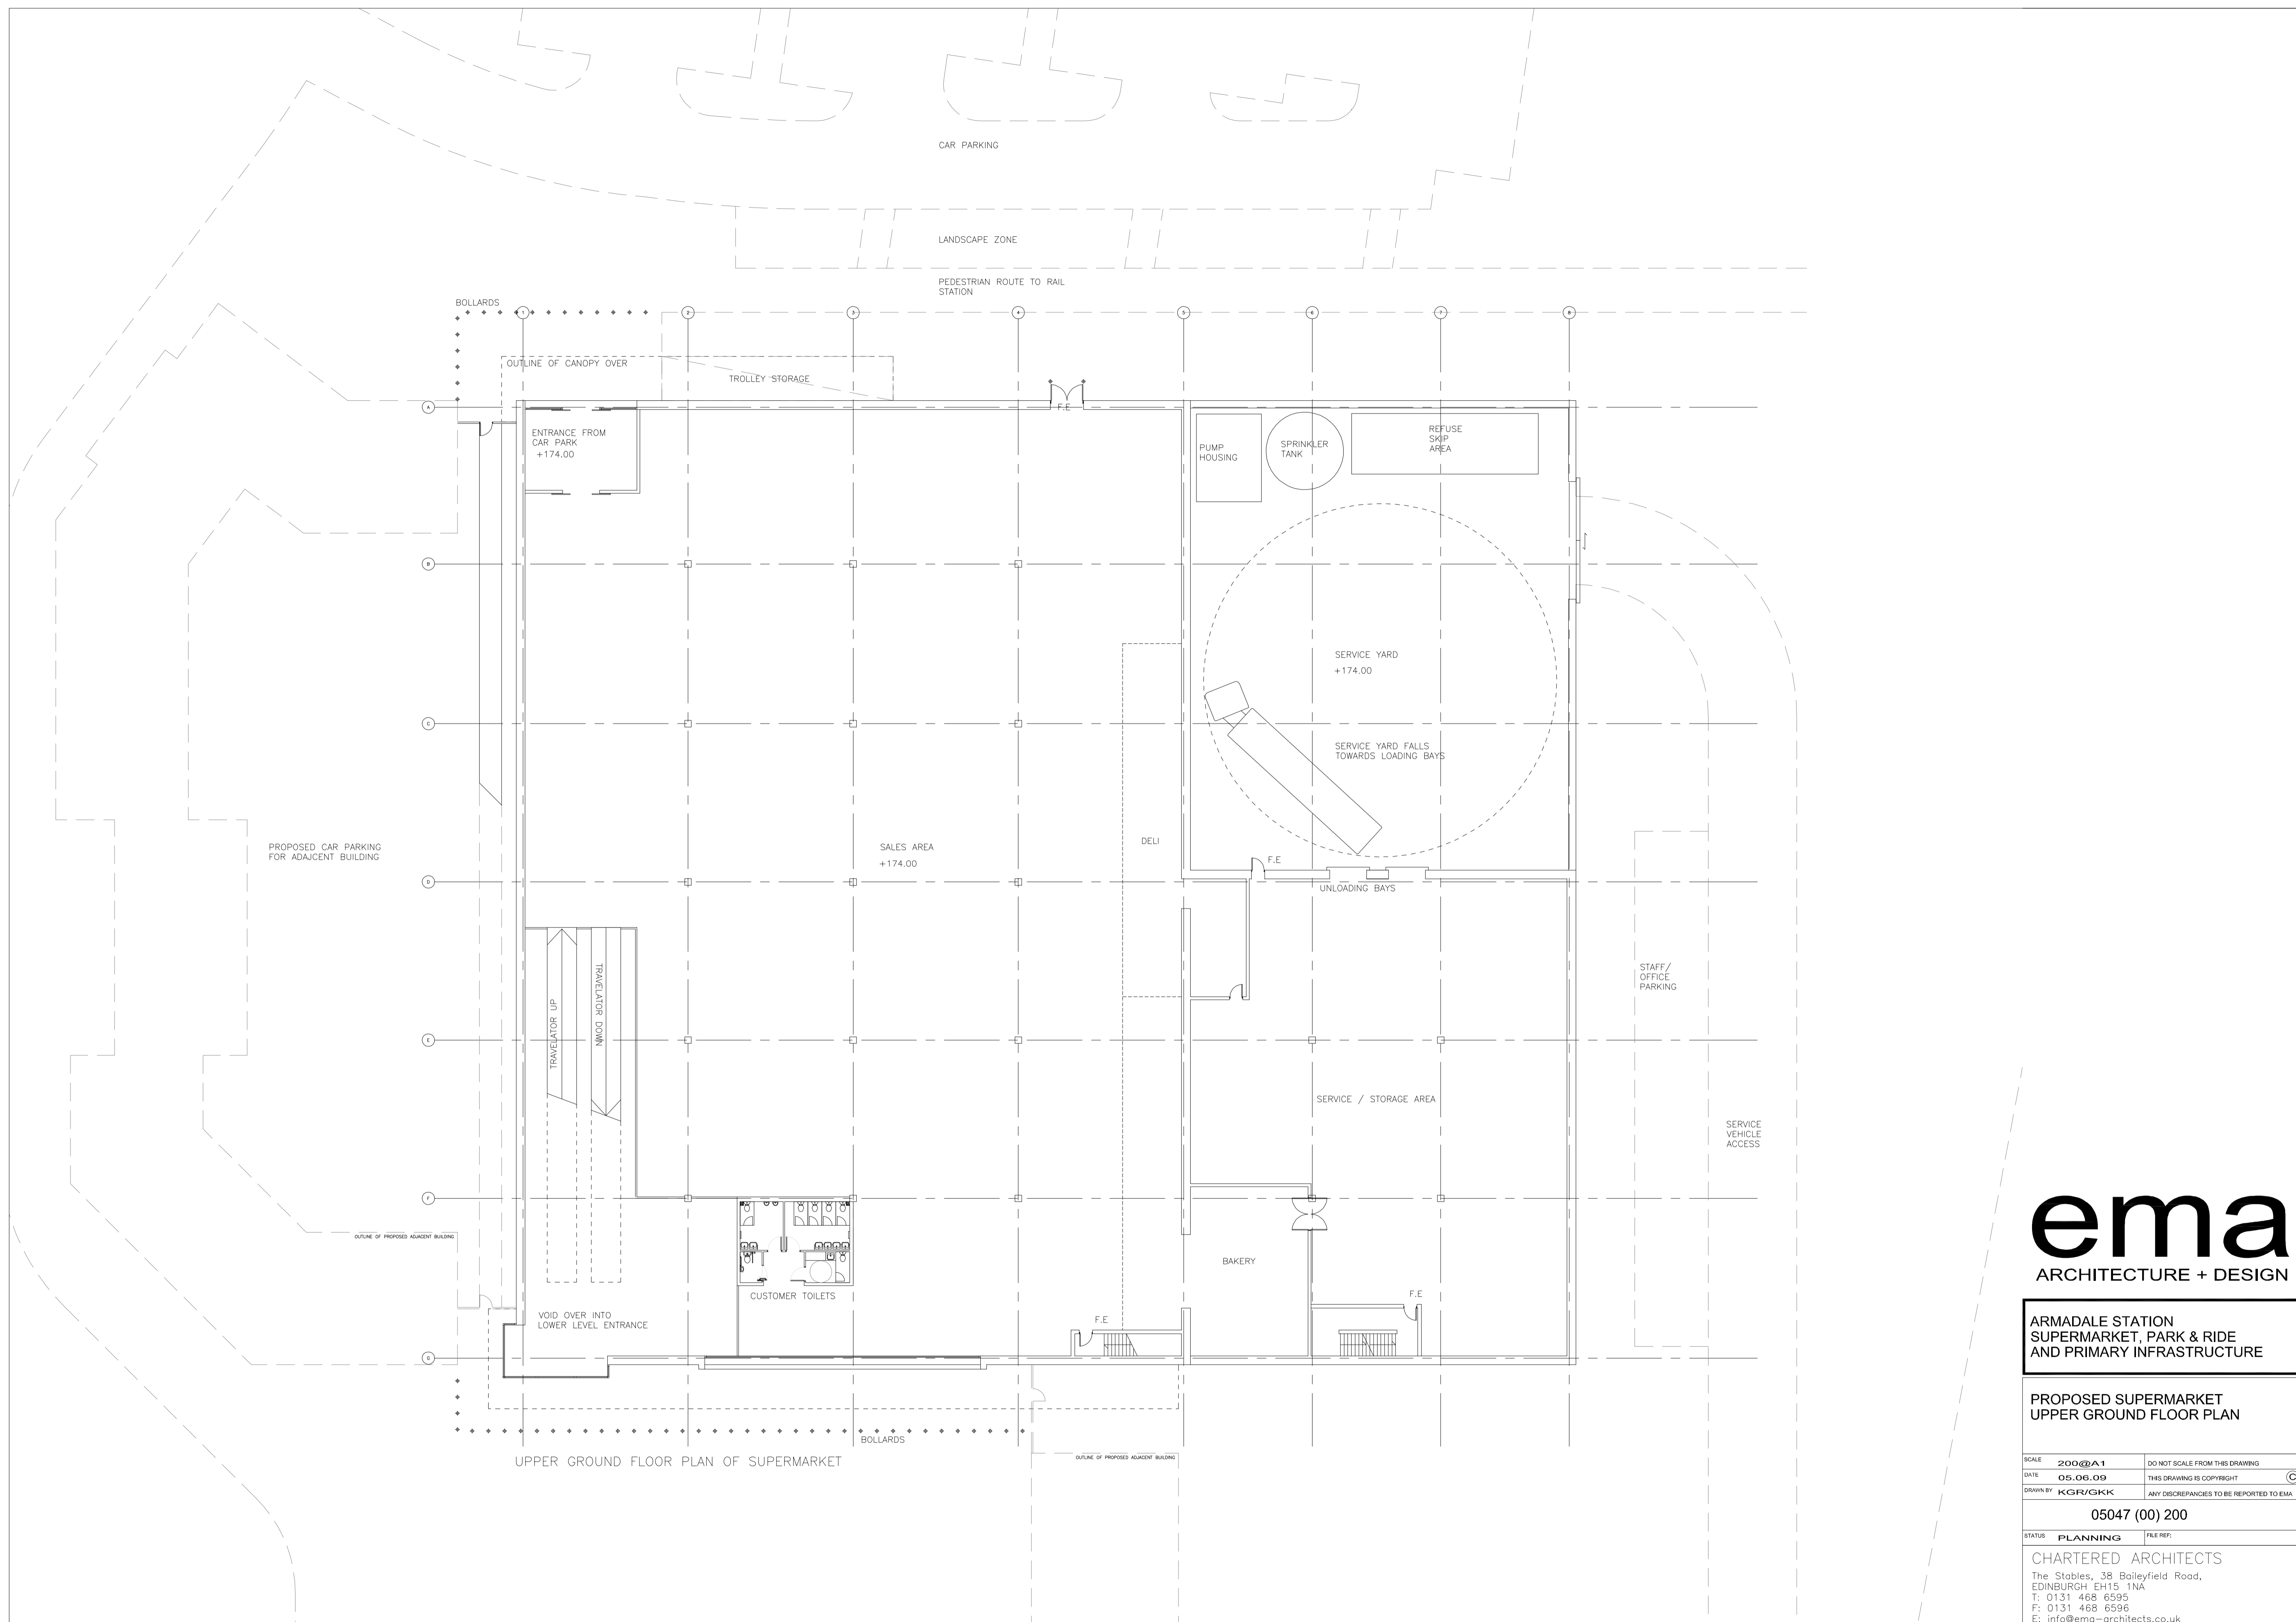 CAR PARKING
LANDSCAPE ZONE
PEDESTRIAN ROUTE TO RAIL
STATION
BOLLARDS
1
2
3
4
5
6
7
8
OUTLINE OF CANOPY OVER
TROLLEY STORAGE
A
F.E
ENTRANCE FROM
CAR PARK
+174.00
PUMP
HOUSING
SPRINKLER
TANK
REFUSE
SKIP
AREA
B
SERVICE YARD
+174.00
C
SERVICE YARD FALLS
TOWARDS LOADING BAYS
PROPOSED CAR PARKING
FOR ADAJCENT BUILDING
SALES AREA
+174.00
DELI
F.E
D
UNLOADING BAYS
TRAVELATOR UP
TRAVELATOR DOWN
STAFF/
OFFICE
PARKING
E
SERVICE / STORAGE AREA
SERVICE
VEHICLE
ACCESS
F
OUTLINE OF PROPOSED ADJACENT BUILDING
BAKERY
CUSTOMER TOILETS
F.E
VOID OVER INTO
LOWER LEVEL ENTRANCE
F.E
G
BOLLARDS
UPPER GROUND FLOOR PLAN OF SUPERMARKET
OUTLINE OF PROPOSED ADJACENT BUILDING
ema
ARCHITECTURE + DESIGN
ARMADALE STATION
SUPERMARKET, PARK & RIDE
AND PRIMARY INFRASTRUCTURE
PROPOSED SUPERMARKET
UPPER GROUND FLOOR PLAN
SCALE 200@A1 DO NOT SCALE FROM THIS DRAWING
DATE 05.06.09 THIS DRAWING IS COPYRIGHT ©
DRAWN BY KGR/GKK ANY DISCREPANCIES TO BE REPORTED TO EMA
05047 (00) 200
STATUS PLANNING FILE REF:
CHARTERED ARCHITECTS
The Stables, 38 Baileyfield Road,
EDINBURGH EH15 1NA
T: 0131 468 6595
F: 0131 468 6596
E: info@ema-architects.co.uk